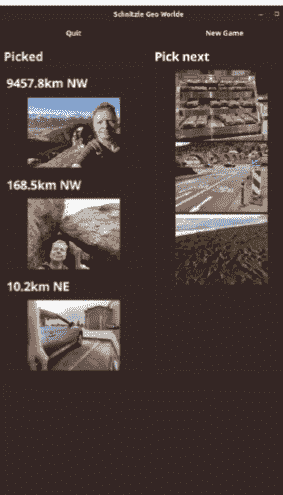 Schnitzle Geo Worlde
Quit
New Game
Picked
Pick next
9457.8km NW
168.5km NW
10.2km NE